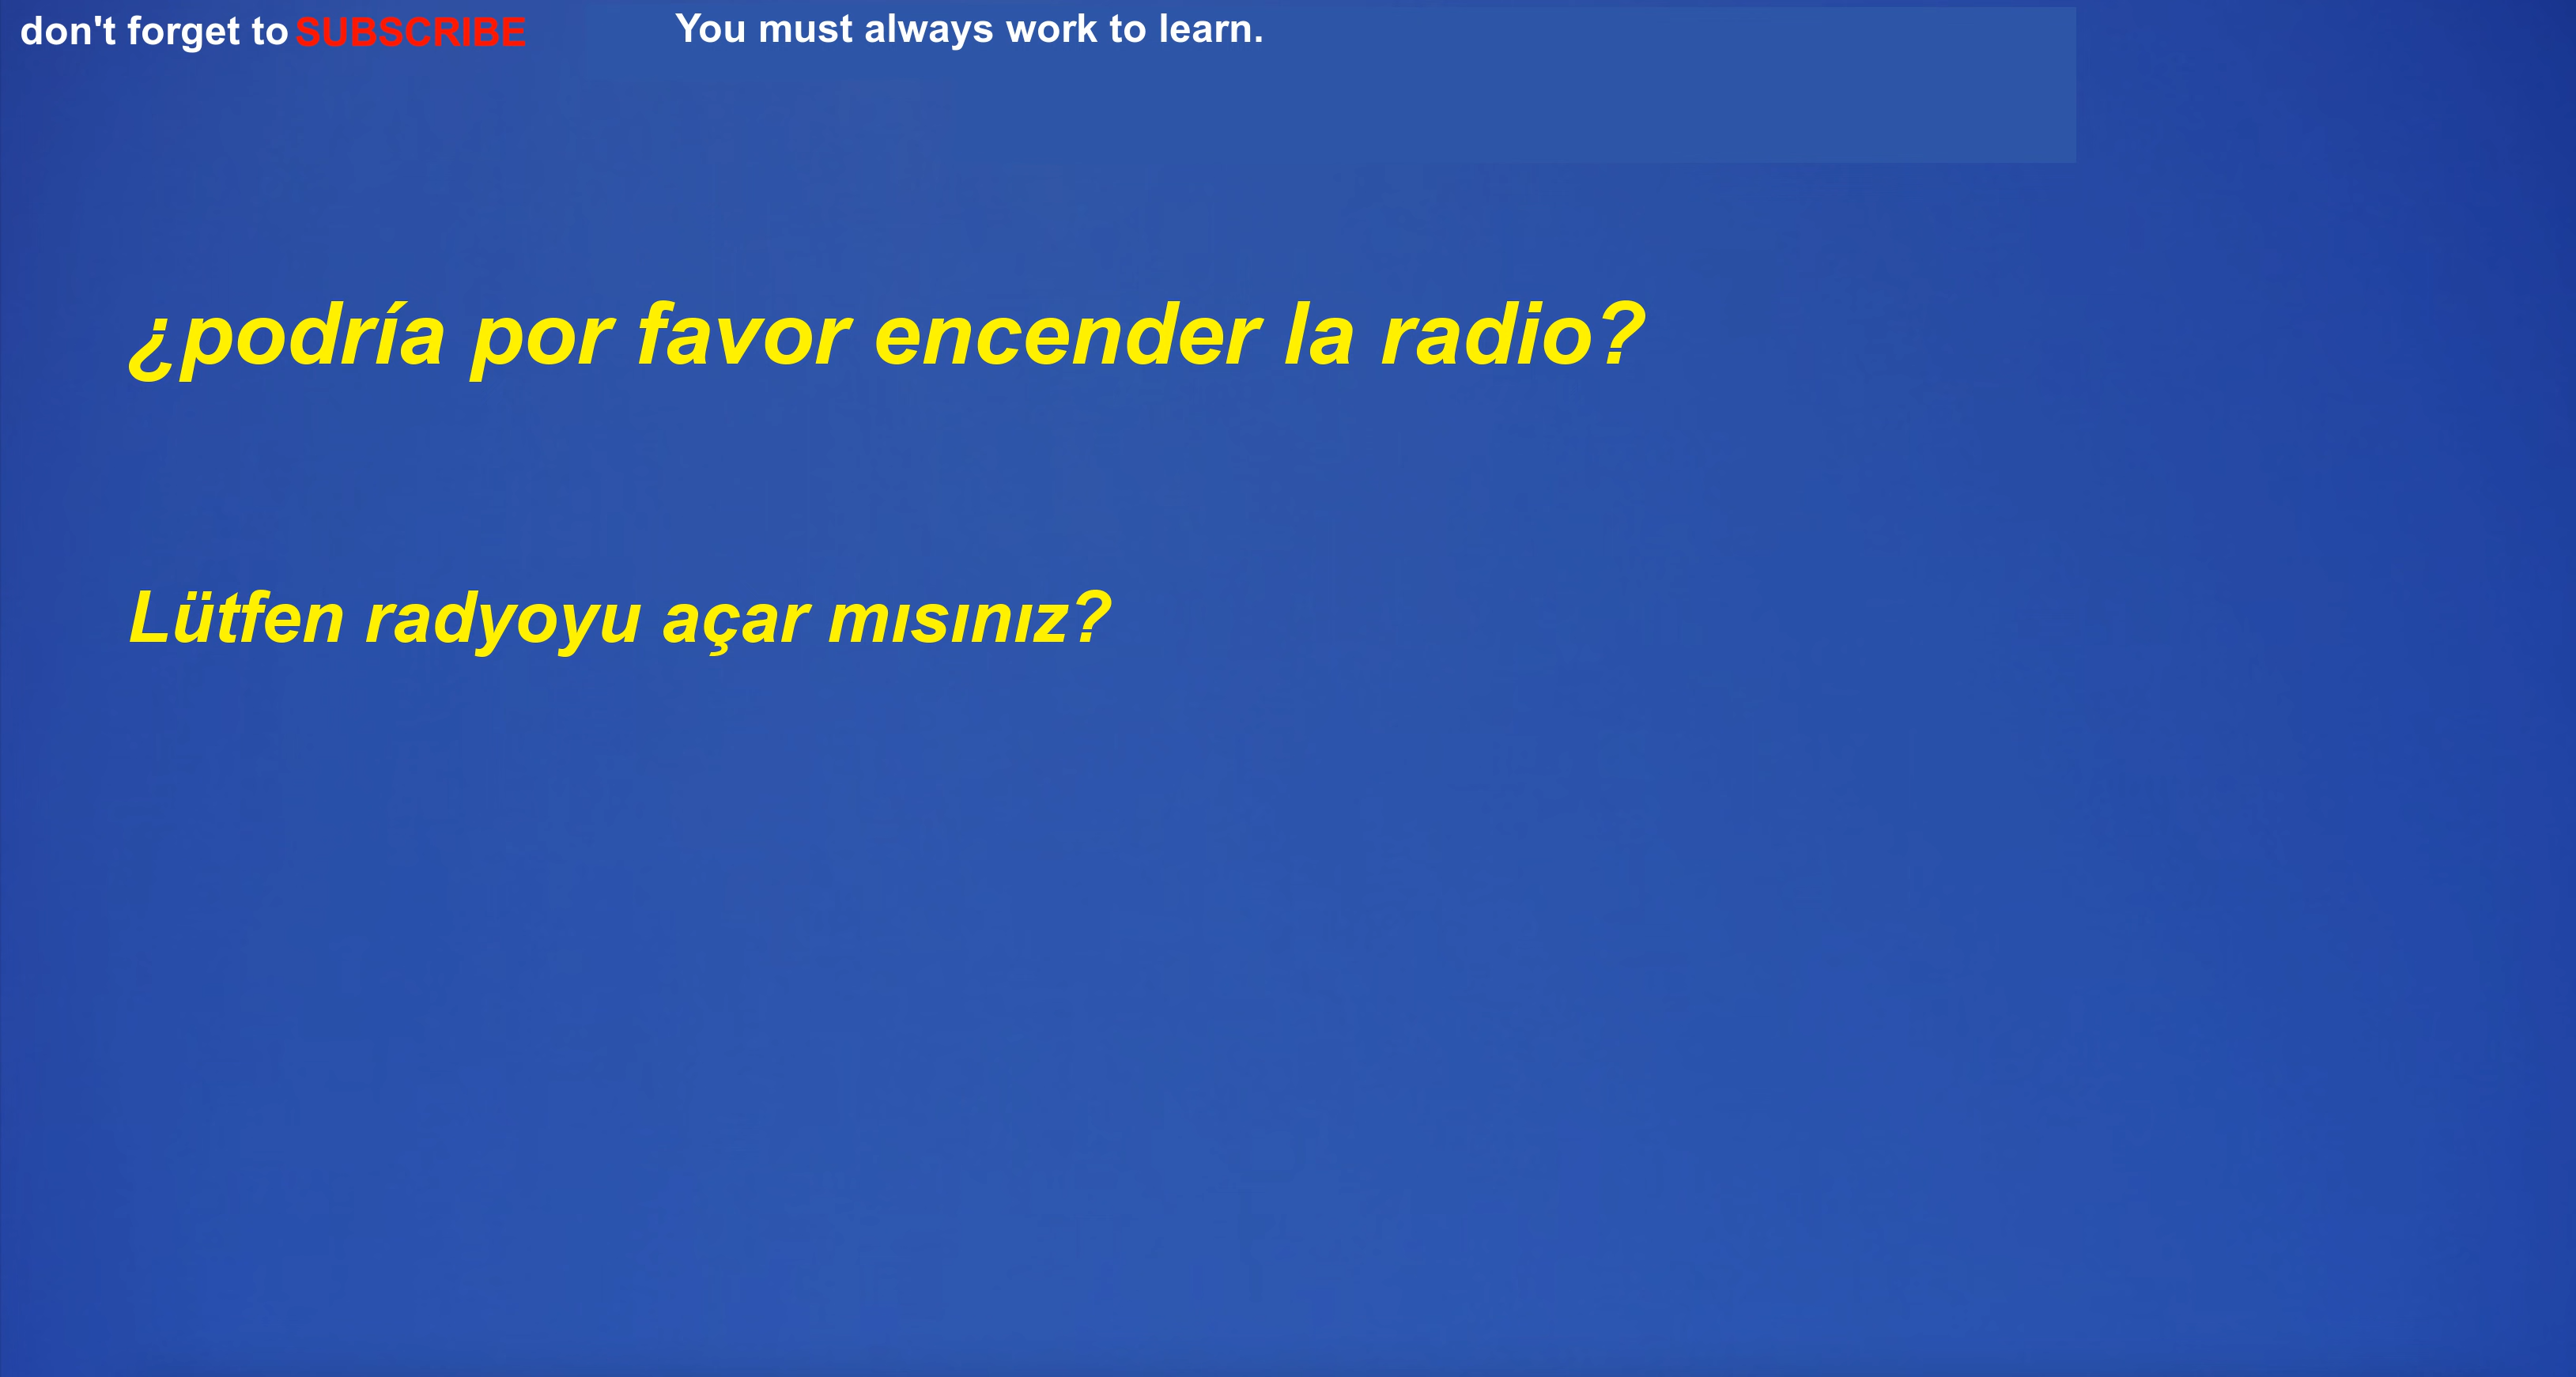 don't forget to SUBSCRIBE You must always work to learn.
¿podría por favor encender la radio?
Lütfen radyoyu açar mısınız?